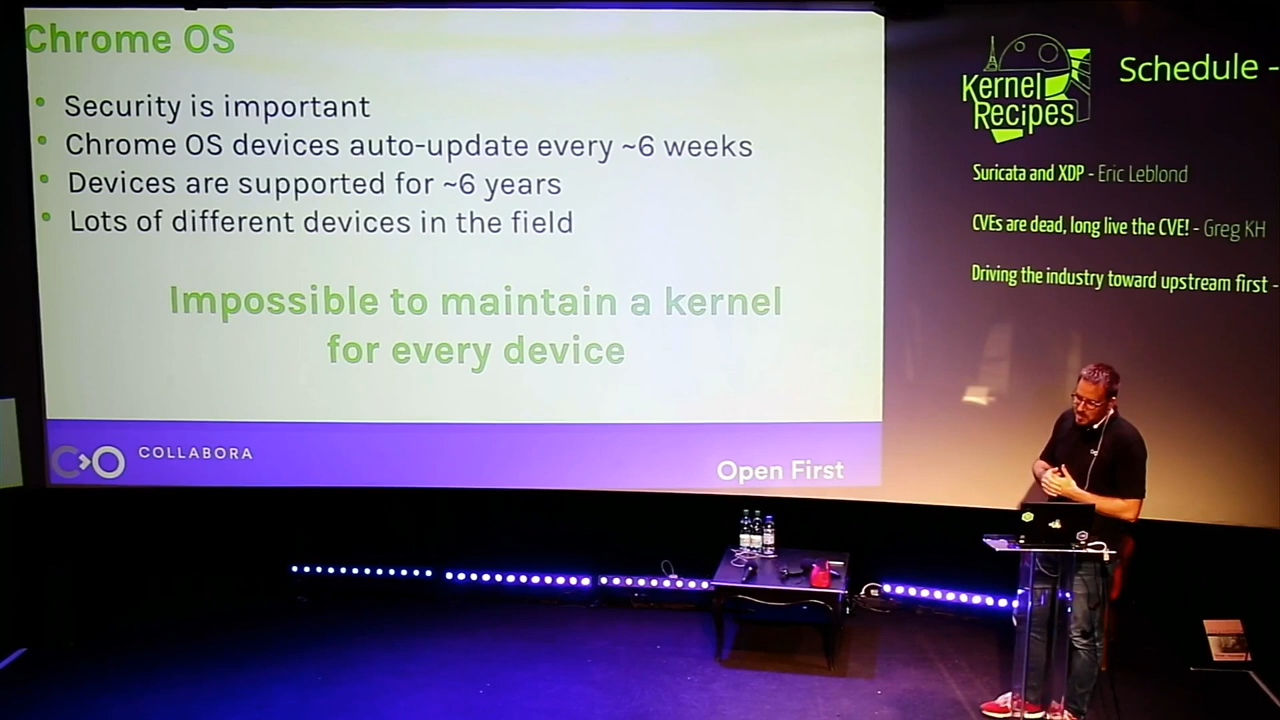 Chrome OS
Security is important
Chrome OS devices auto-update every ~6 weeks
Devices are supported for ~6 years
Lots of different devices in the field
Impossible to maintain a kernel
for every device
COLLABORA
Open First
Kernel
Recipes
Schedule -
Suricata and XDP - Eric Leblond
CVEs are dead, long live the CVE! - Greg KH
Driving the industry toward upstream first -